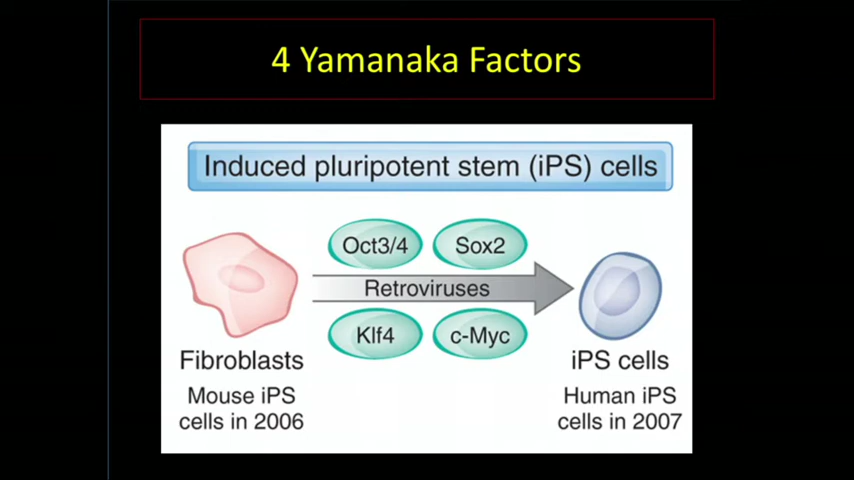 4 Yamanaka Factors
Induced pluripotent stem (iPS) cells
Oct3/4
Sox2
Retroviruses
Klf4
c-Myc
Fibroblasts
iPS cells
Mouse iPS
cells in 2006
Human iPS
cells in 2007